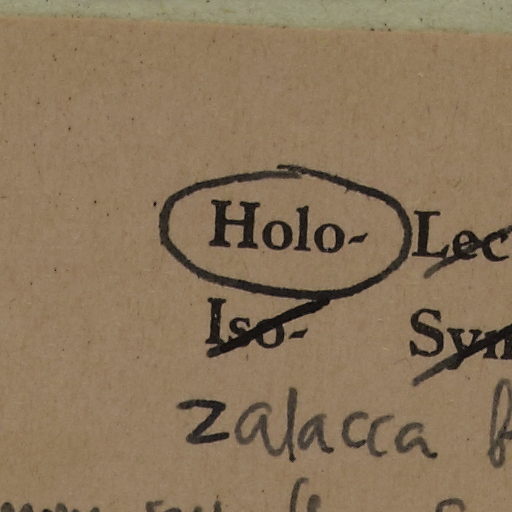 Holo- Lec
Iso- Syn
zalacca